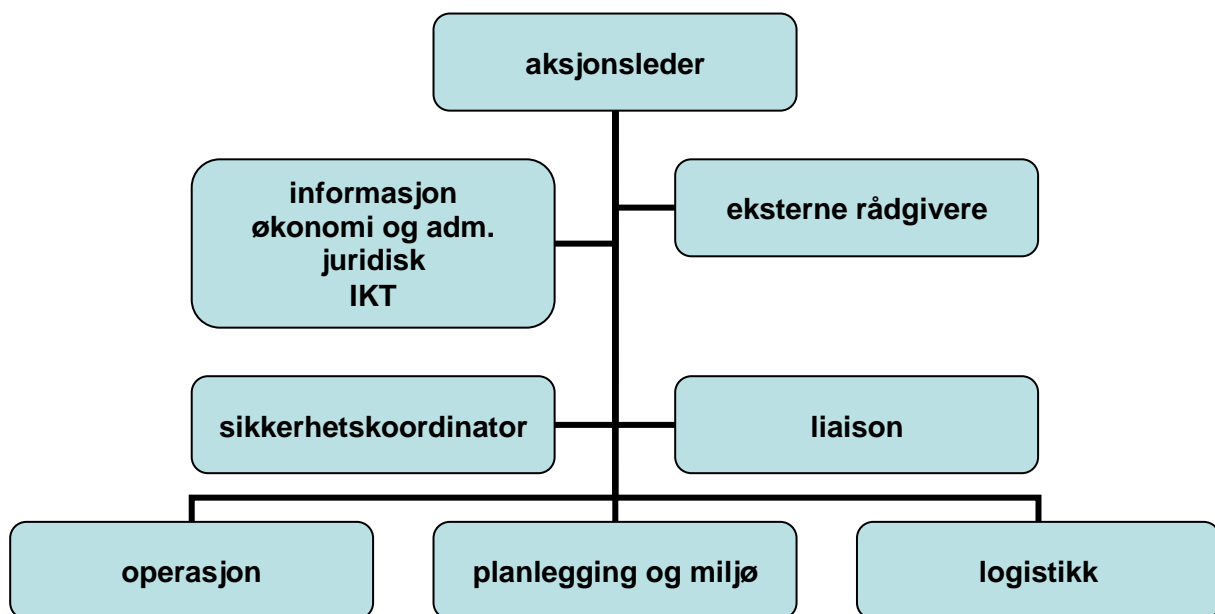 aksjonsleder
informasjon
økonomi og adm.
juridisk
IKT
eksterne rådgivere
sikkerhetskoordinator
liaison
operasjon
planlegging og miljø
logistikk